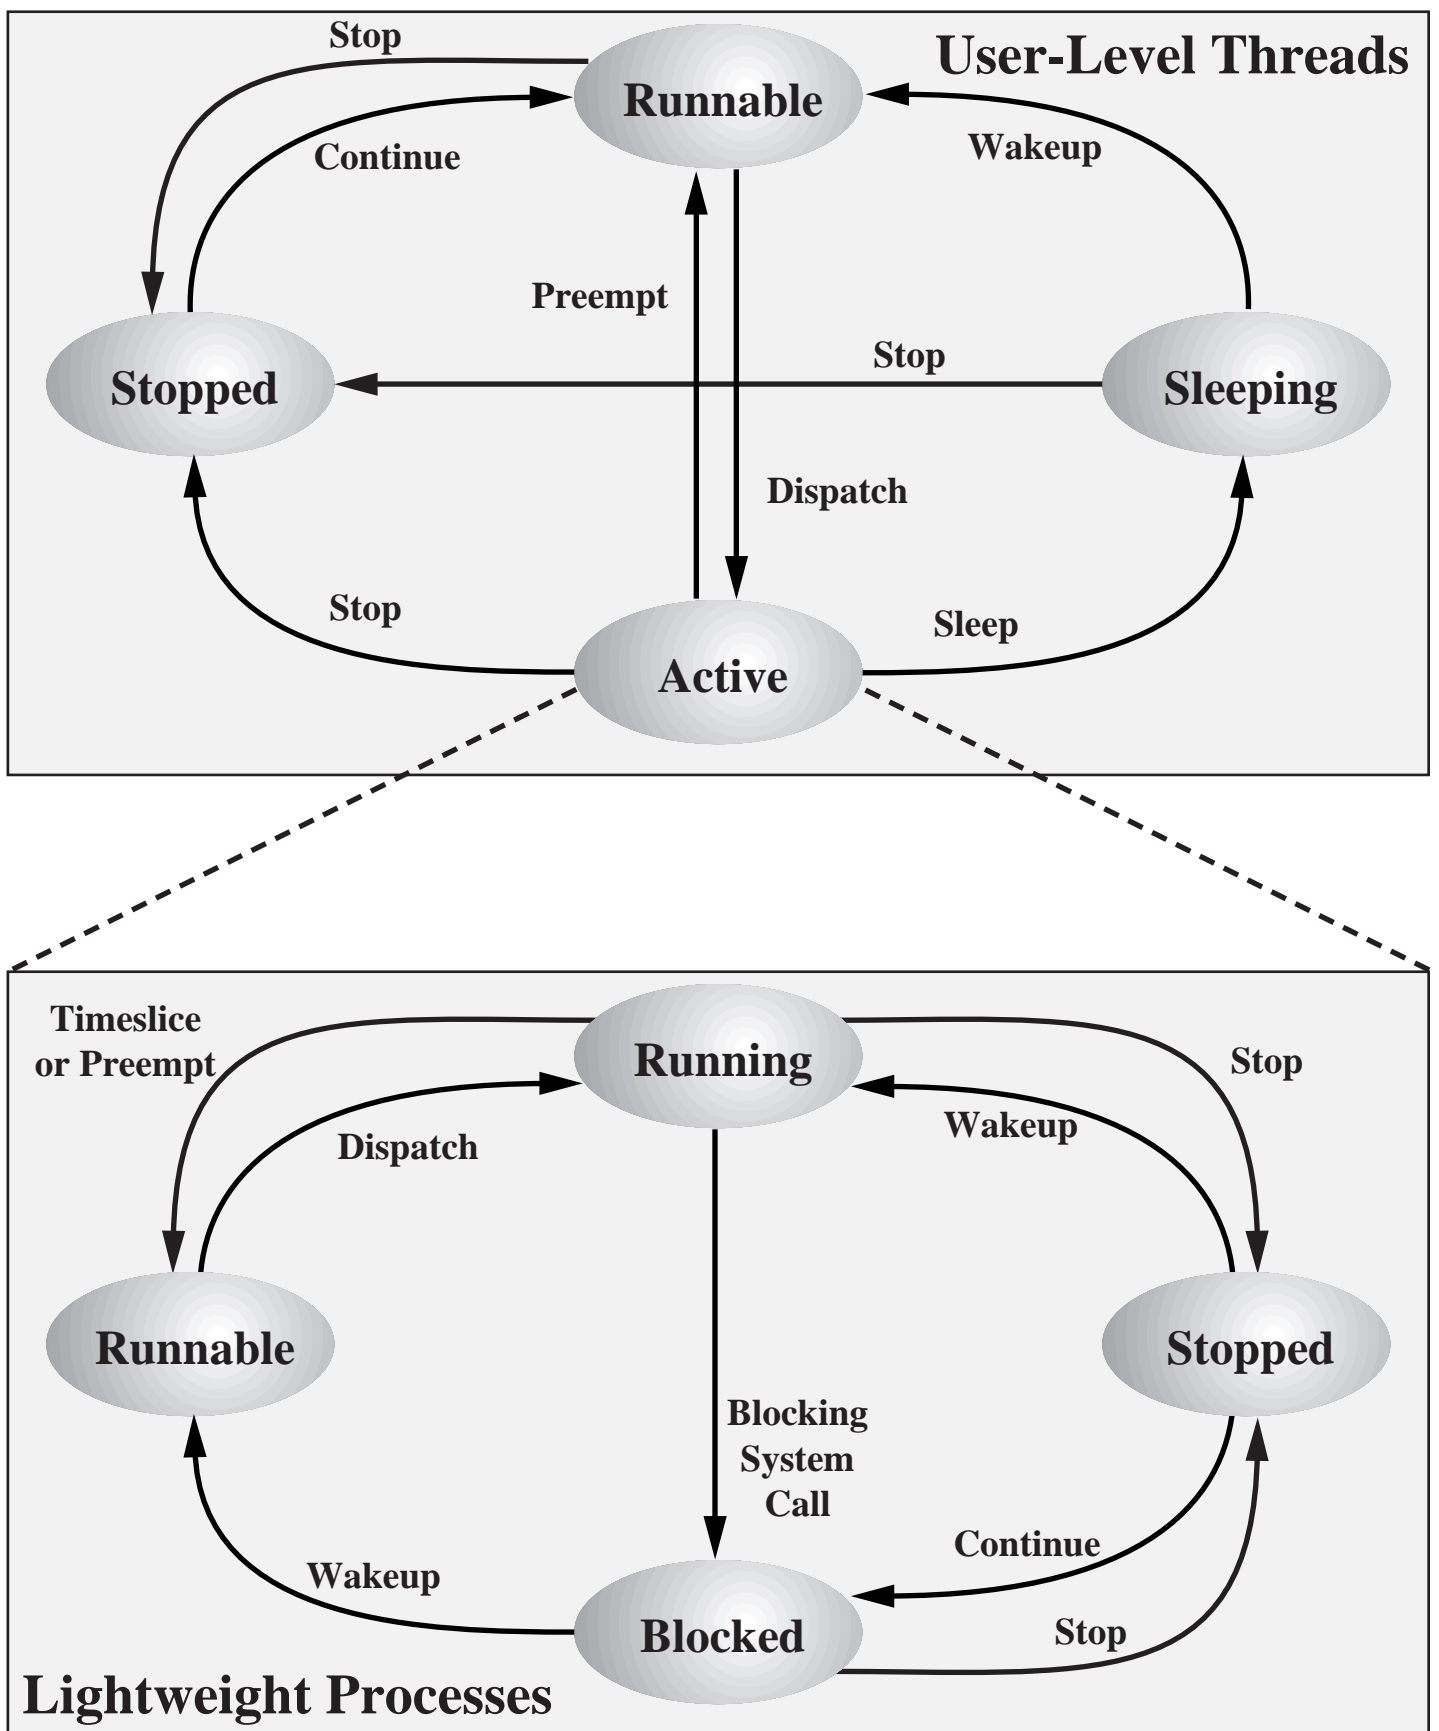 Stop
User-Level Threads
Runnable
Wakeup
Continue
Preempt
Stop
Stopped
Sleeping
Dispatch
Stop
Sleep
Active
Timeslice
or Preempt
Running
Stop
Wakeup
Dispatch
Runnable
Stopped
Blocking
System
Call
Continue
Wakeup
Blocked
Stop
Lightweight Processes